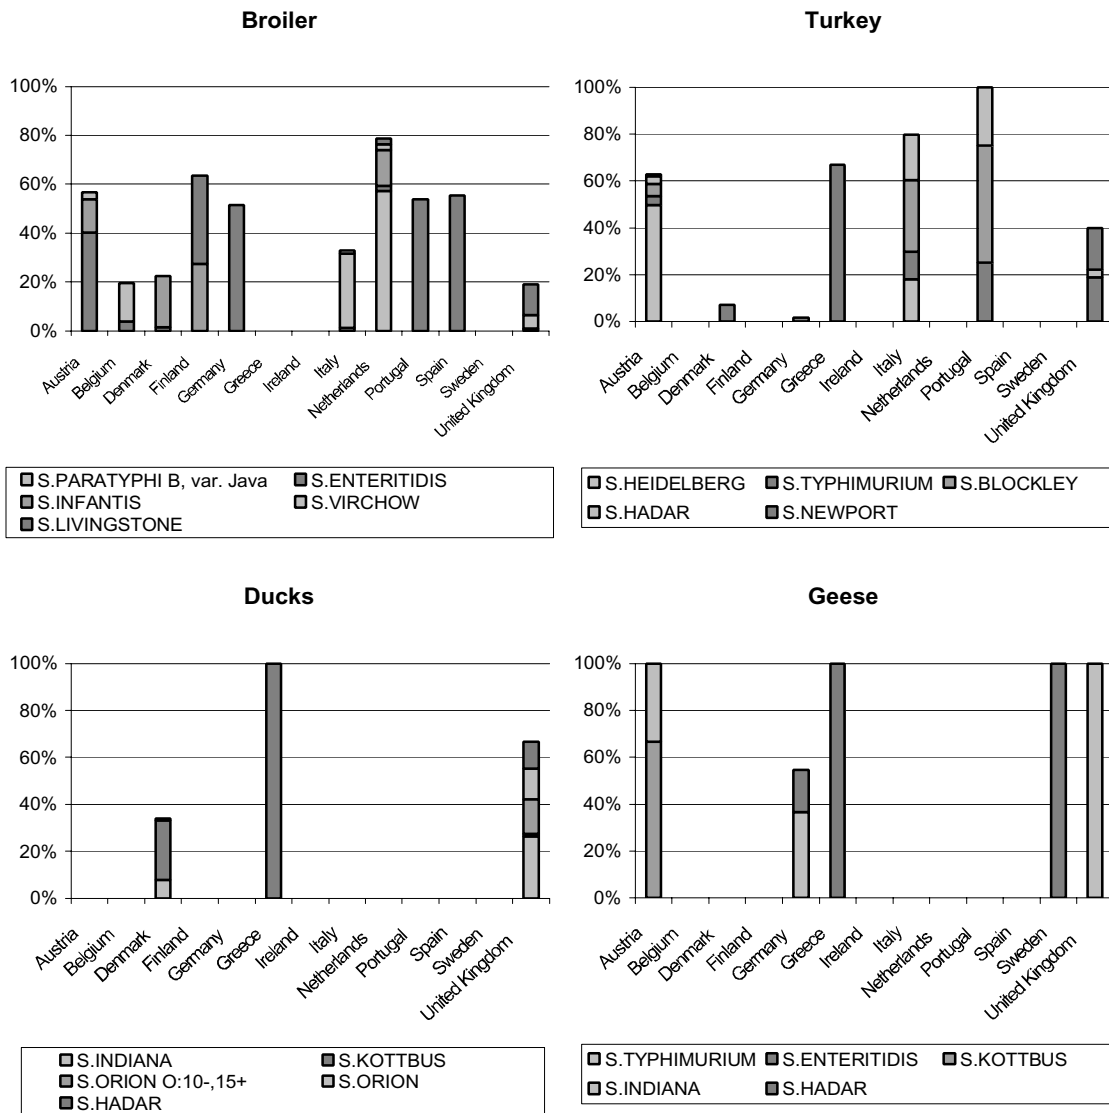 Broiler
100%
80%
60%
40%
20%
0%
Austria
Belgium
Denmark
Finland
Germany
Greece
Ireland
Italy
Netherlands
Portugal
Spain
Sweden
United Kingdom
S.PARATYPHI B, var. Java S.ENTERITIDIS
S.INFANTIS S.VIRCHOW
S.LIVINGSTONE
Turkey
100%
80%
60%
40%
20%
0%
Austria
Belgium
Denmark
Finland
Germany
Greece
Ireland
Italy
Netherlands
Portugal
Spain
Sweden
United Kingdom
S.HEIDELBERG S.TYPHIMURIUM S.BLOCKLEY
S.HADAR S.NEWPORT
Ducks
100%
80%
60%
40%
20%
0%
Austria
Belgium
Denmark
Finland
Germany
Greece
Ireland
Italy
Netherlands
Portugal
Spain
Sweden
United Kingdom
S.INDIANA S.KOTTBUS
S.ORION O:10-,15+ S.ORION
S.HADAR
Geese
100%
80%
60%
40%
20%
0%
Austria
Belgium
Denmark
Finland
Germany
Greece
Ireland
Italy
Netherlands
Portugal
Spain
Sweden
United Kingdom
S.TYPHIMURIUM S.ENTERITIDIS S.KOTTBUS
S.INDIANA S.HADAR